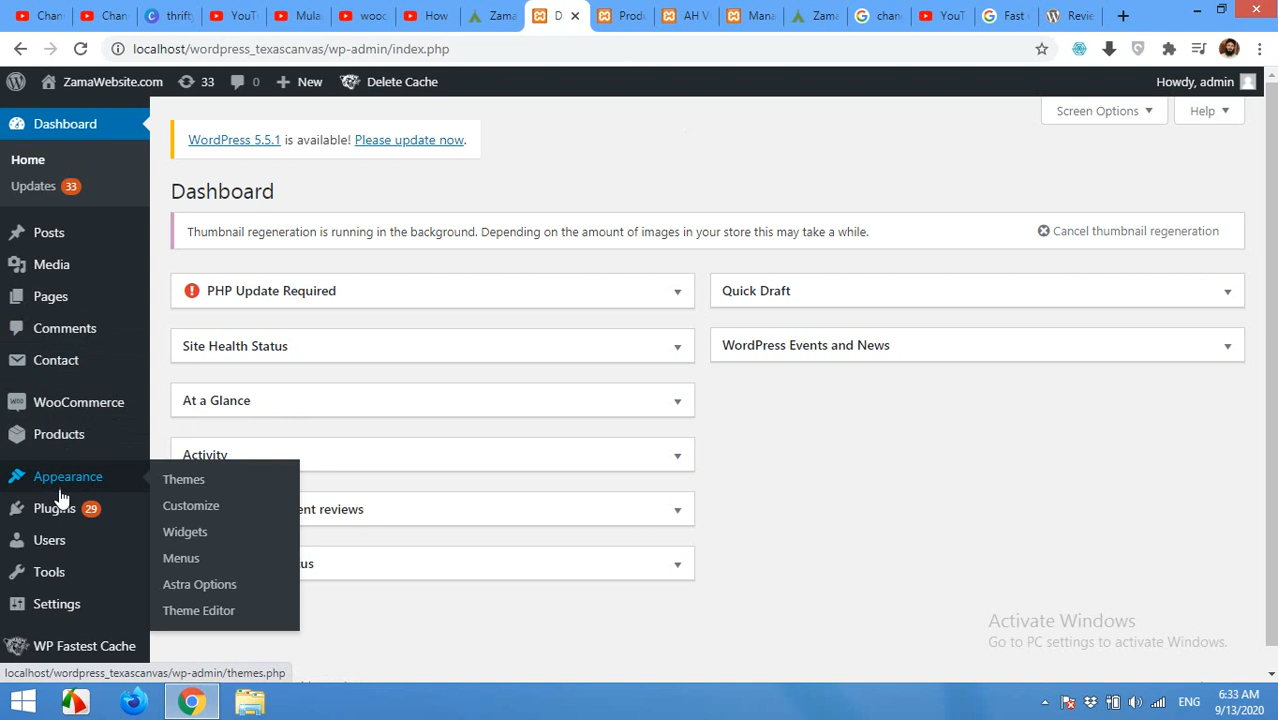 Chan
Chan
thrifty
YouT
Mula
wooc
How
Zama
D
Prod
AH V
Mana
Zama
chan
YouT
Fast v
Revie
localhost/wordpress_texascanvas/wp-admin/index.php
ZamaWebsite.com
33
0
New
Delete Cache
Howdy, admin
Dashboard
Home
Updates 33
Posts
Media
Pages
Comments
Contact
WooCommerce
Products
Appearance
Plugins 29
Users
Tools
Settings
WP Fastest Cache
Themes
Customize
Widgets
Menus
Astra Options
Theme Editor
Screen Options
Help
WordPress 5.5.1 is available! Please update now.
Dashboard
Thumbnail regeneration is running in the background. Depending on the amount of images in your store this may take a while.
Cancel thumbnail regeneration
PHP Update Required
Quick Draft
Site Health Status
WordPress Events and News
At a Glance
Activity
ent reviews
us
Activate Windows
Go to PC settings to activate Windows.
localhost/wordpress_texascanvas/wp-admin/themes.php
ENG
6:33 AM
9/13/2020